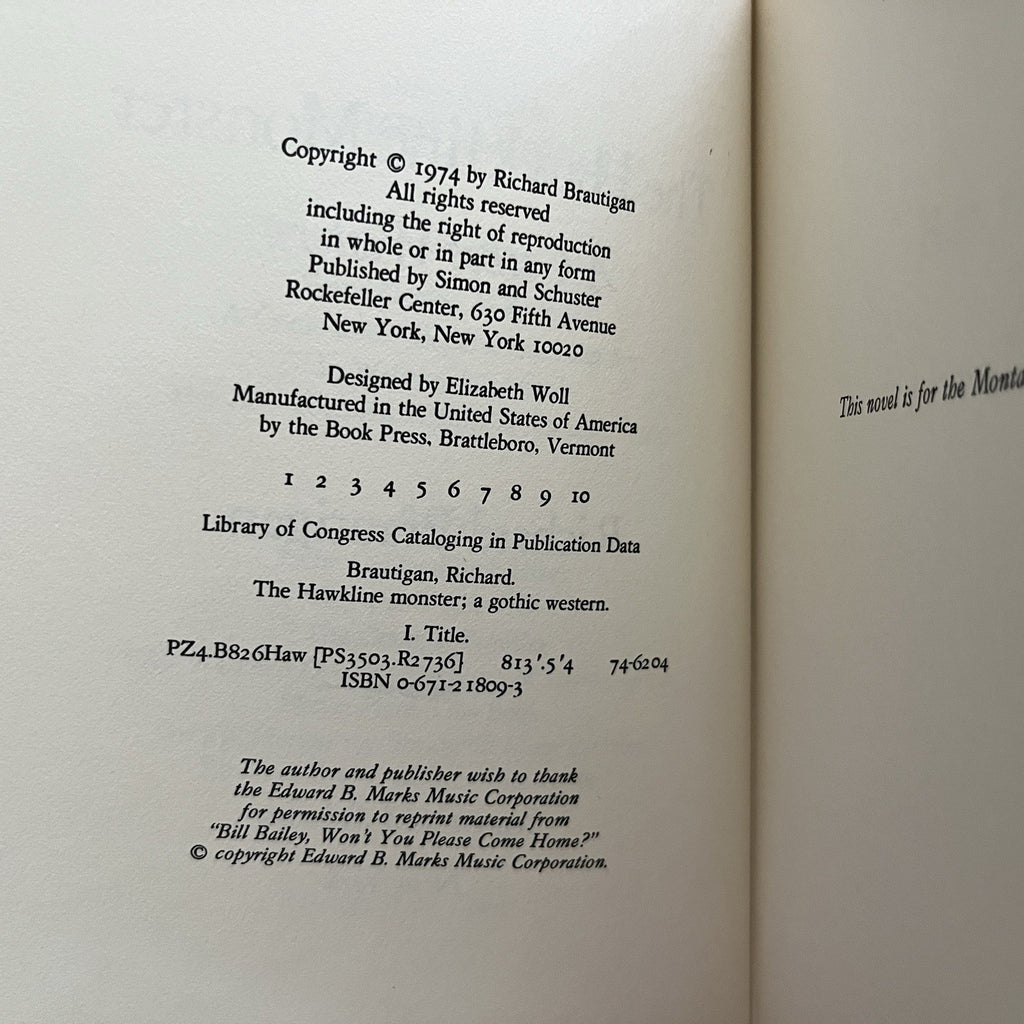 Copyright © 1974 by Richard Brautigan
All rights reserved
including the right of reproduction
in whole or in part in any form
Published by Simon and Schuster
Rockefeller Center, 630 Fifth Avenue
New York, New York 10020
Designed by Elizabeth Woll
Manufactured in the United States of America
by the Book Press, Brattleboro, Vermont
1 2 3 4 5 6 7 8 9 10
Library of Congress Cataloging in Publication Data
Brautigan, Richard.
The Hawkline monster; a gothic western.
I. Title.
PZ4.B826Haw [PS3503.R2736] 813'.5'4 74-6204
ISBN 0-671-21809-3
The author and publisher wish to thank
the Edward B. Marks Music Corporation
for permission to reprint material from
"Bill Bailey, Won't You Please Come Home?"
© copyright Edward B. Marks Music Corporation.
This novel is for the Monta